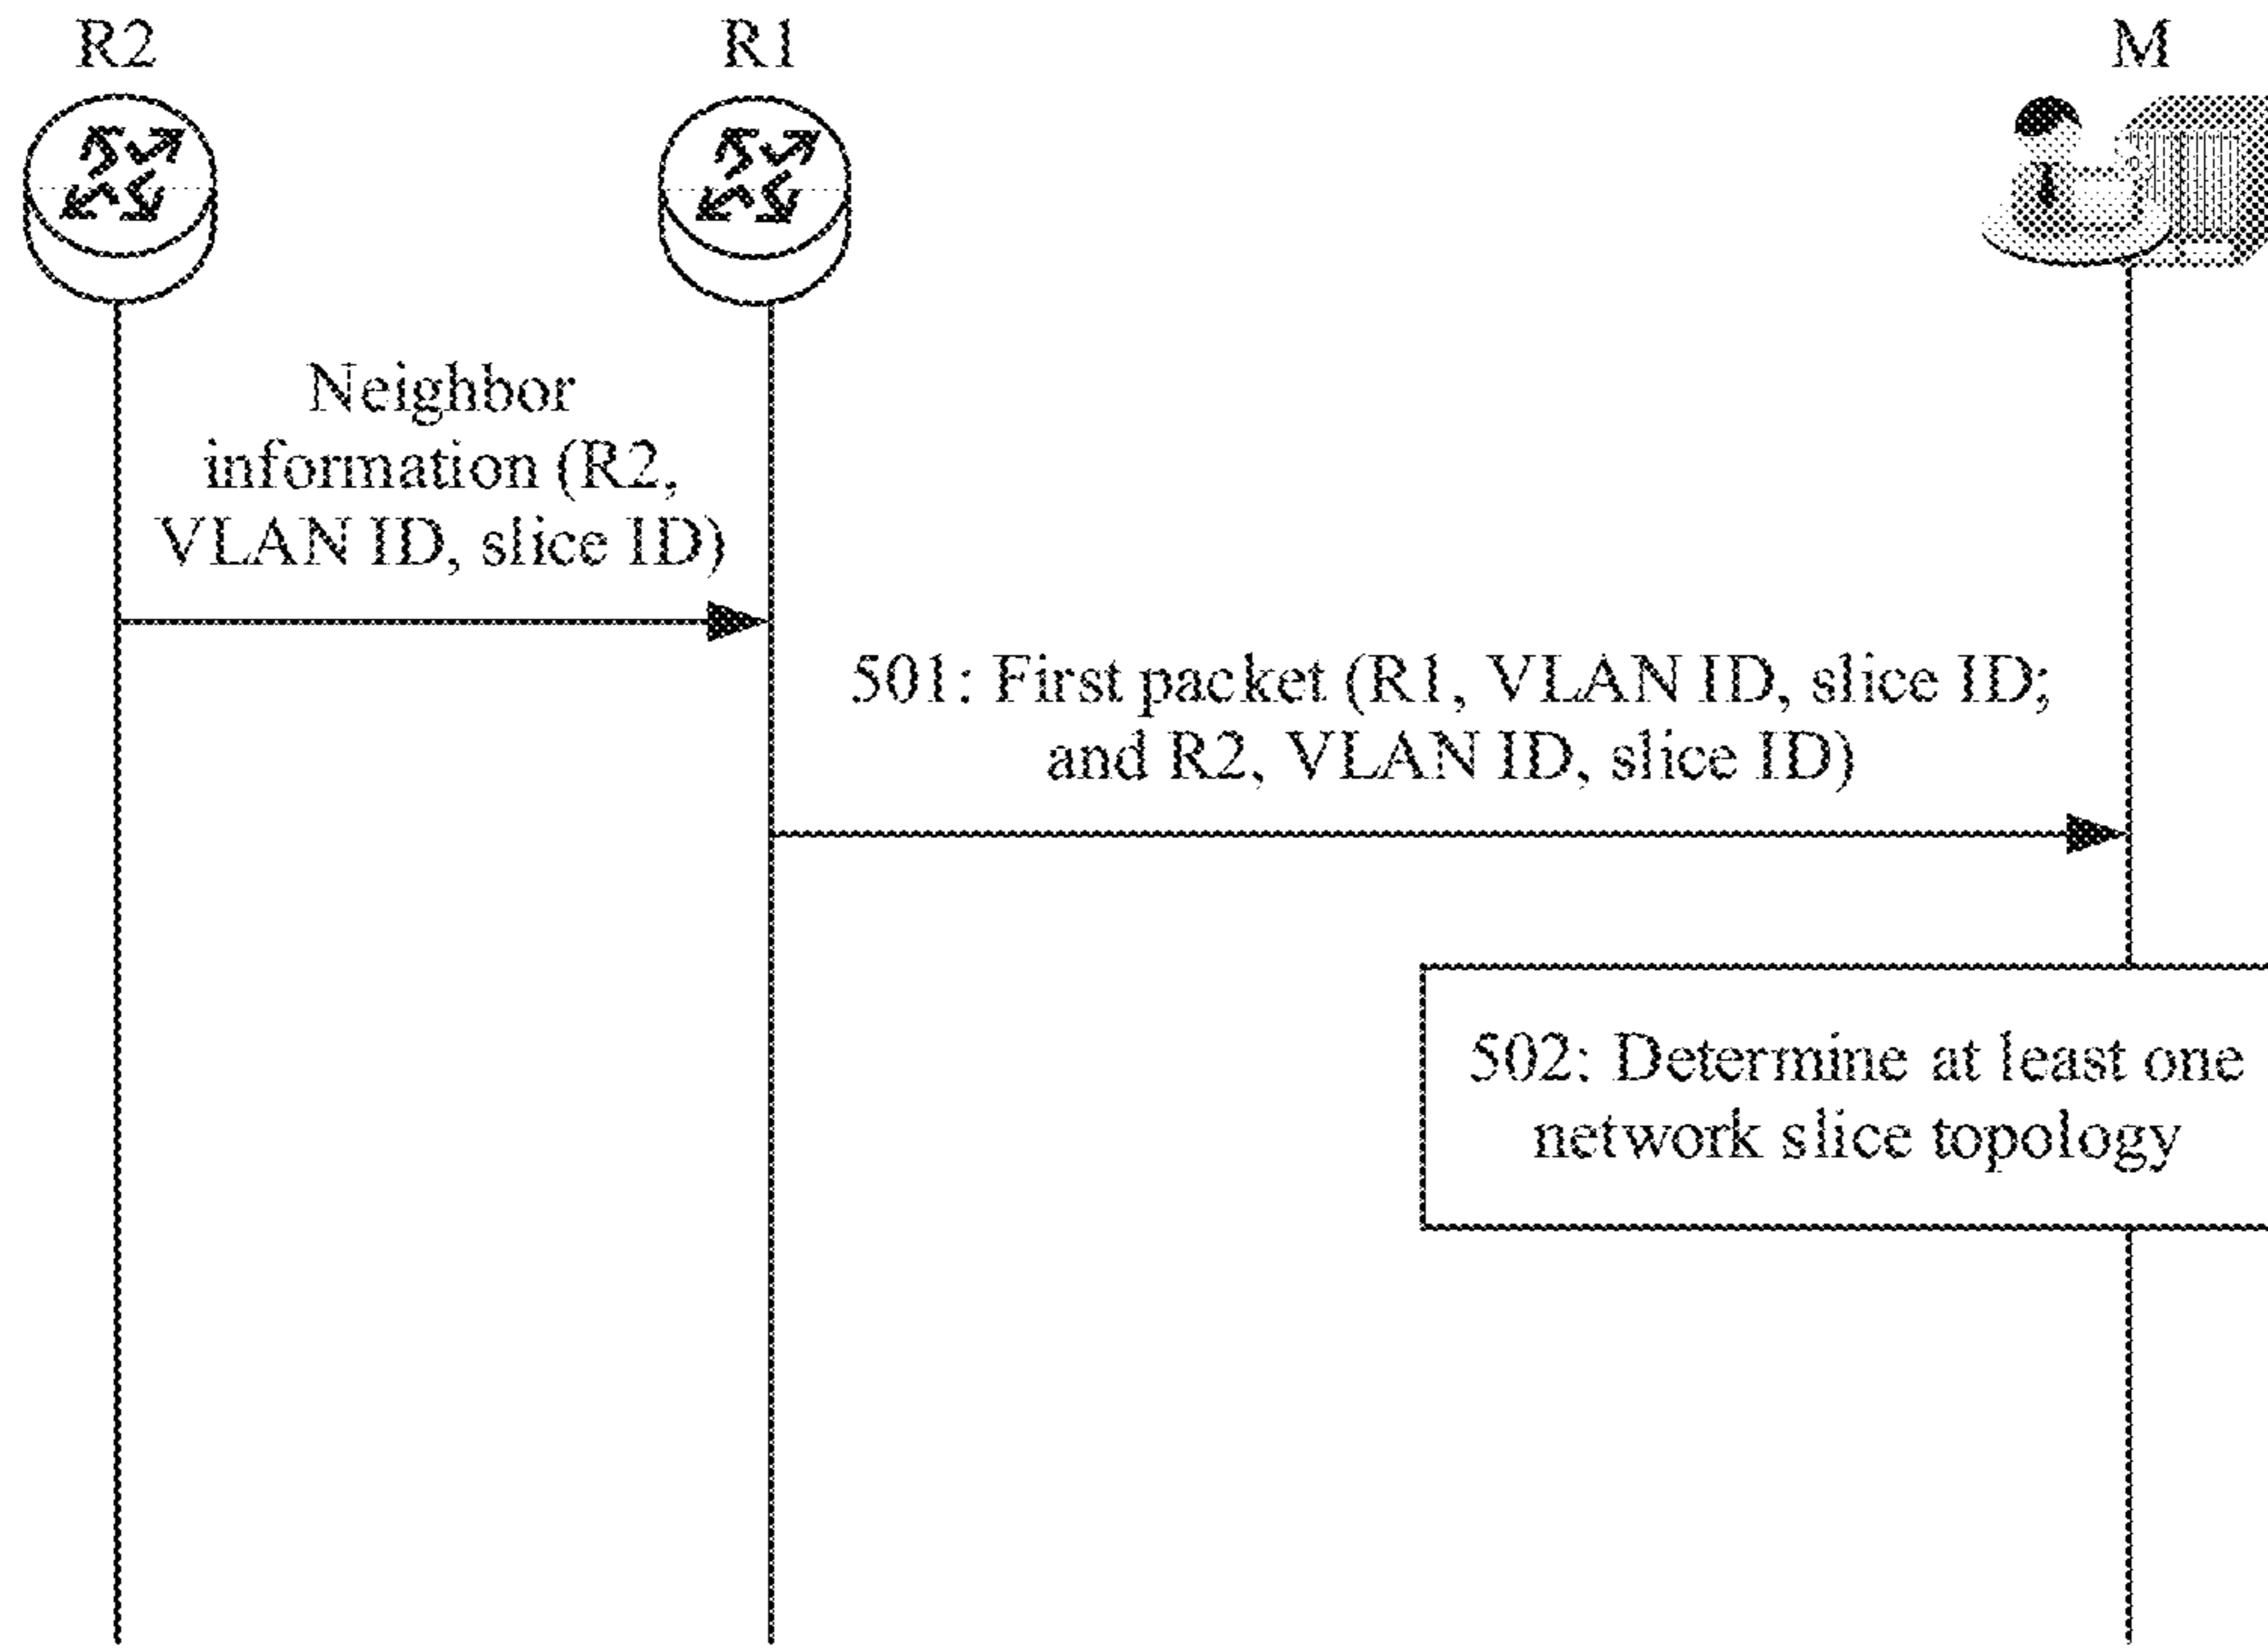 R2
R1
M
Neighbor
information (R2,
VLAN ID, slice ID)
501: First packet (R1, VLAN ID, slice ID;
and R2, VLAN ID, slice ID)
502: Determine at least one
network slice topology